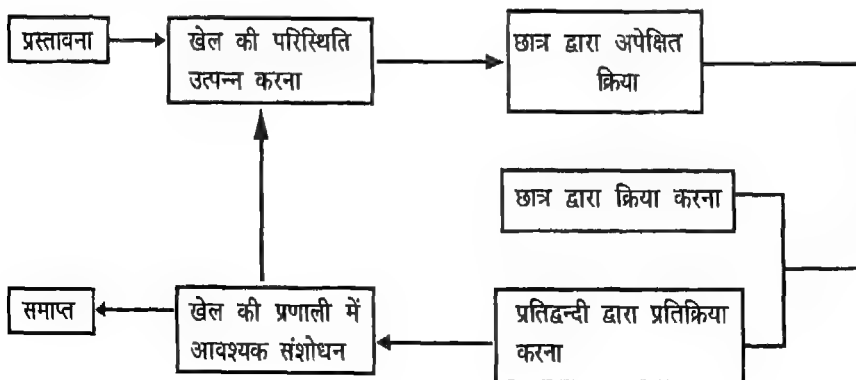 प्रस्तावना
खेल की परिस्थिति
उत्पन्न करना
छात्र द्वारा अपेक्षित
क्रिया
छात्र द्वारा क्रिया करना
प्रतिद्वन्दी द्वारा प्रतिक्रिया
करना
खेल की प्रणाली में
आवश्यक संशोधन
समाप्त